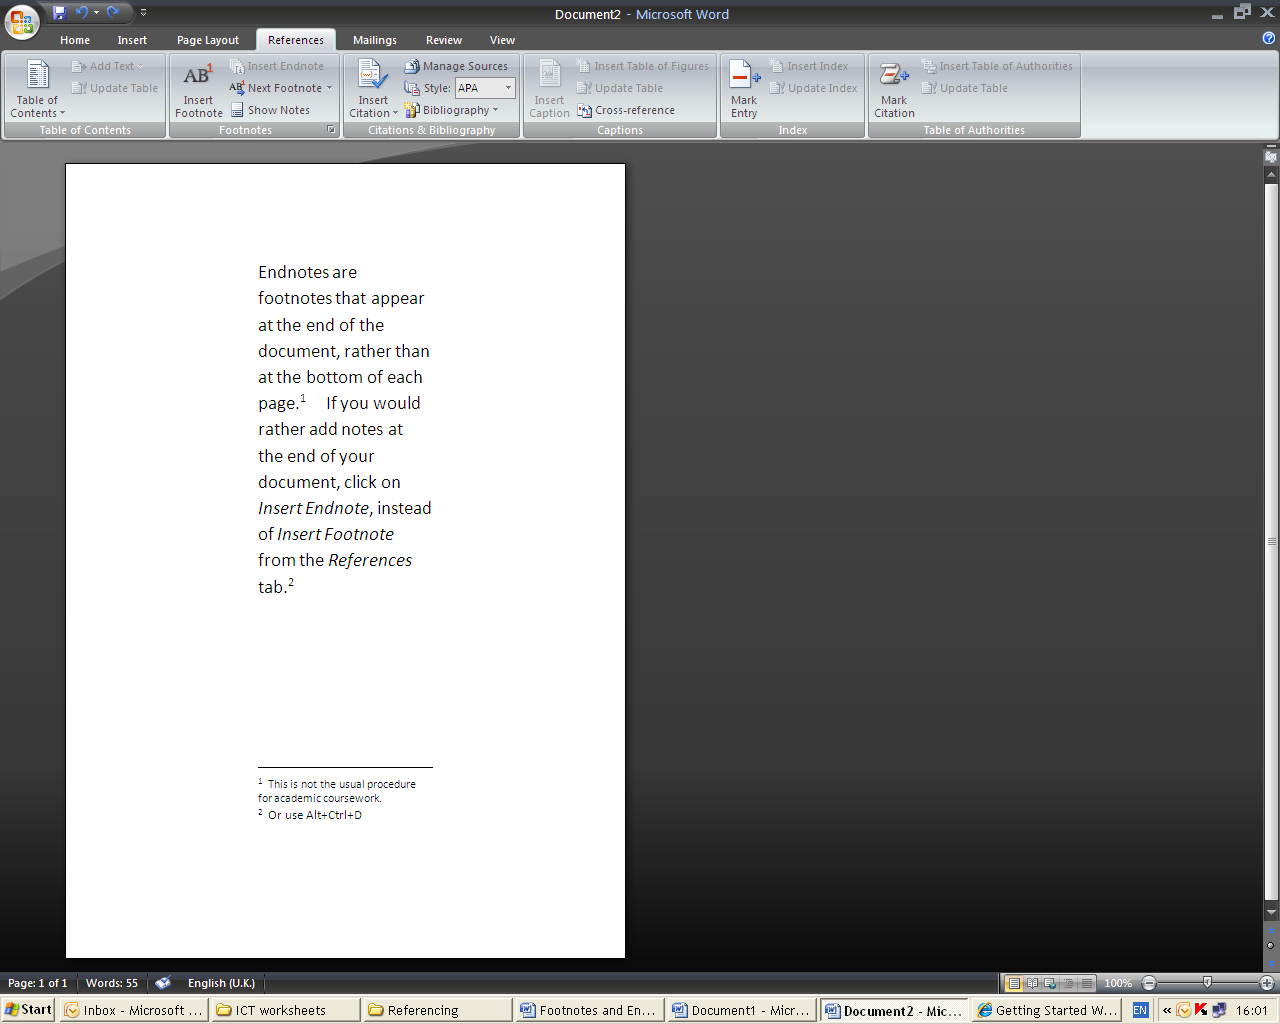 Document2 - Microsoft Word
Home Insert Page Layout References Mailings Review View
Table of Contents
Add Text
Update Table
Table of Contents
AB1
Insert Footnote
Insert Endnote
AB1 Next Footnote
Show Notes
Footnotes
Insert Citation
Manage Sources
Style: APA
Bibliography
Citations & Bibliography
Insert Caption
Insert Table of Figures
Update Table
Cross-reference
Captions
Mark Entry
Insert Index
Update Index
Index
Mark Citation
Insert Table of Authorities
Update Table
Table of Authorities
Endnotes are
footnotes that appear
at the end of the
document, rather than
at the bottom of each
page.1 If you would
rather add notes at
the end of your
document, click on
Insert Endnote, instead
of Insert Footnote
from the References
tab.2
1 This is not the usual procedure
for academic coursework.
2 Or use Alt+Ctrl+D
Page: 1 of 1 Words: 55 English (U.K.) 100%
Start Inbox - Microsoft ... ICT worksheets Referencing Footnotes and En... Document1 - Micr... Document2 - Mic... Getting Started W... EN « 16:01